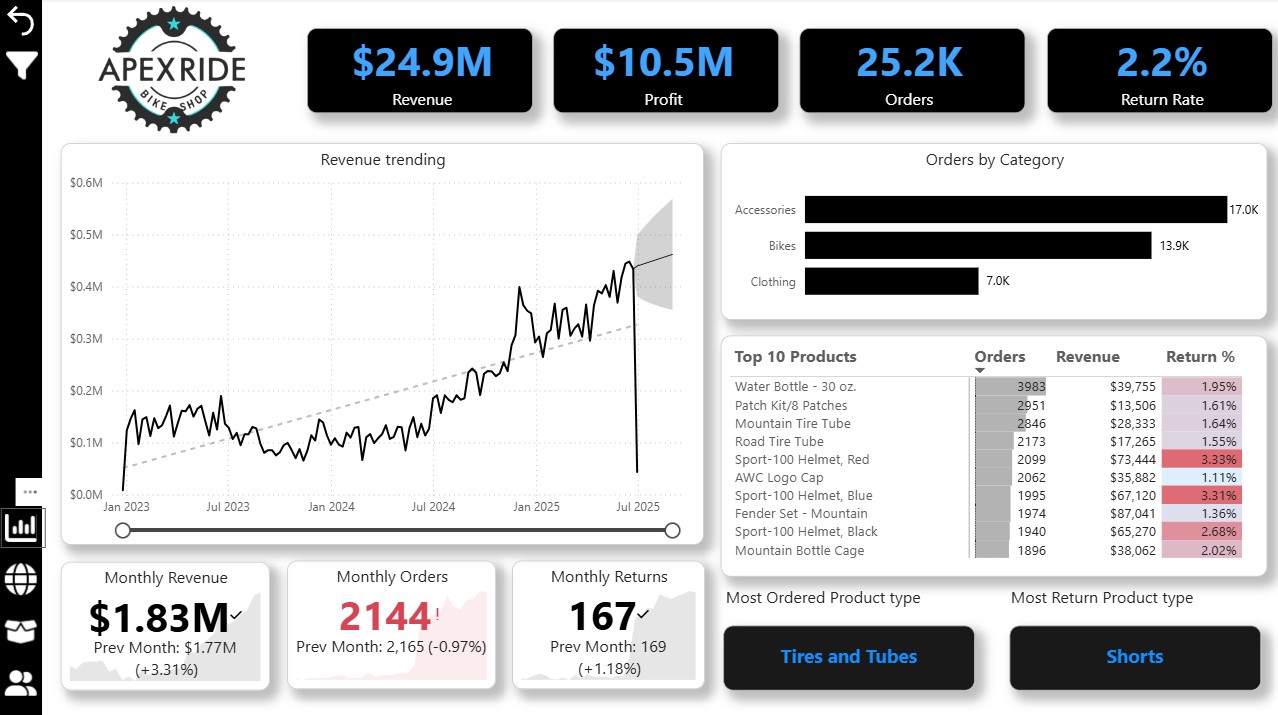 APEXRIDE
BIKE SHOP
$24.9M
Revenue
$10.5M
Profit
25.2K
Orders
2.2%
Return Rate
Revenue trending
$0.6M
$0.5M
$0.4M
$0.3M
$0.2M
$0.1M
$0.0M
Jan 2023 Jul 2023 Jan 2024 Jul 2024 Jan 2025 Jul 2025
Orders by Category
Accessories 17.0K
Bikes 13.9K
Clothing 7.0K
Top 10 Products Orders Revenue Return %
Water Bottle - 30 oz. 3983 $39,755 1.95%
Patch Kit/8 Patches 2951 $13,506 1.61%
Mountain Tire Tube 2846 $28,333 1.64%
Road Tire Tube 2173 $17,265 1.55%
Sport-100 Helmet, Red 2099 $73,444 3.33%
AWC Logo Cap 2062 $35,882 1.11%
Sport-100 Helmet, Blue 1995 $67,120 3.31%
Fender Set - Mountain 1974 $87,041 1.36%
Sport-100 Helmet, Black 1940 $65,270 2.68%
Mountain Bottle Cage 1896 $38,062 2.02%
Monthly Revenue
$1.83M
Prev Month: $1.77M
(+3.31%)
Monthly Orders
2144!
Prev Month: 2,165 (-0.97%)
Monthly Returns
167
Prev Month: 169
(+1.18%)
Most Ordered Product type
Tires and Tubes
Most Return Product type
Shorts